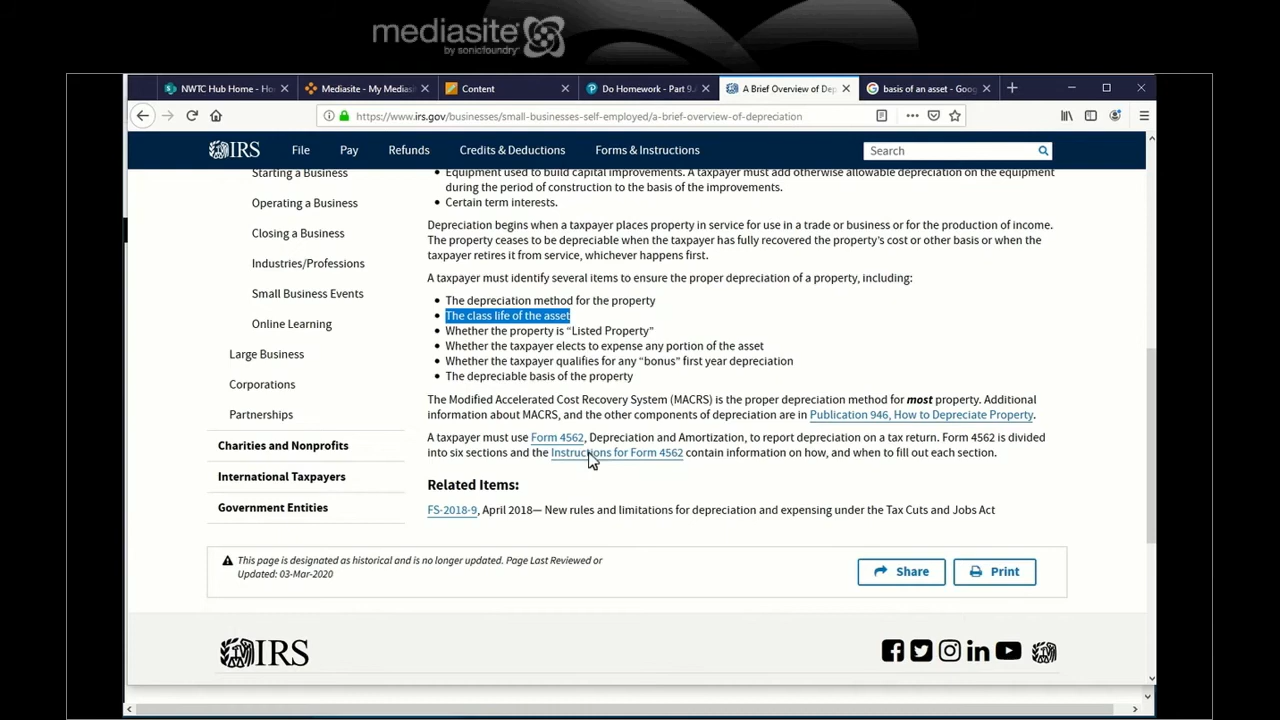 mediasite
by sonicfoundry
NWTC Hub Home - Ho
Mediasite - My Medias
Content
Do Homework - Part 9.
A Brief Overview of Dep
basis of an asset - Goog
https://www.irs.gov/businesses/small-businesses-self-employed/a-brief-overview-of-depreciation
IRS File Pay Refunds Credits & Deductions Forms & Instructions Search
Starting a Business
Operating a Business
Closing a Business
Industries/Professions
Small Business Events
Online Learning
Large Business
Corporations
Partnerships
Charities and Nonprofits
International Taxpayers
Government Entities
• Equipment used to build capital improvements. A taxpayer must add otherwise allowable depreciation on the equipment
during the period of construction to the basis of the improvements.
• Certain term interests.
Depreciation begins when a taxpayer places property in service for use in a trade or business or for the production of income.
The property ceases to be depreciable when the taxpayer has fully recovered the property's cost or other basis or when the
taxpayer retires it from service, whichever happens first.
A taxpayer must identify several items to ensure the proper depreciation of a property, including:
• The depreciation method for the property
• The class life of the asset
• Whether the property is “Listed Property”
• Whether the taxpayer elects to expense any portion of the asset
• Whether the taxpayer qualifies for any “bonus” first year depreciation
• The depreciable basis of the property
The Modified Accelerated Cost Recovery System (MACRS) is the proper depreciation method for most property. Additional
information about MACRS, and the other components of depreciation are in Publication 946, How to Depreciate Property.
A taxpayer must use Form 4562, Depreciation and Amortization, to report depreciation on a tax return. Form 4562 is divided
into six sections and the Instructions for Form 4562 contain information on how, and when to fill out each section.
Related Items:
FS-2018-9, April 2018— New rules and limitations for depreciation and expensing under the Tax Cuts and Jobs Act
This page is designated as historical and is no longer updated. Page Last Reviewed or
Updated: 03-Mar-2020
Share
Print
IRS